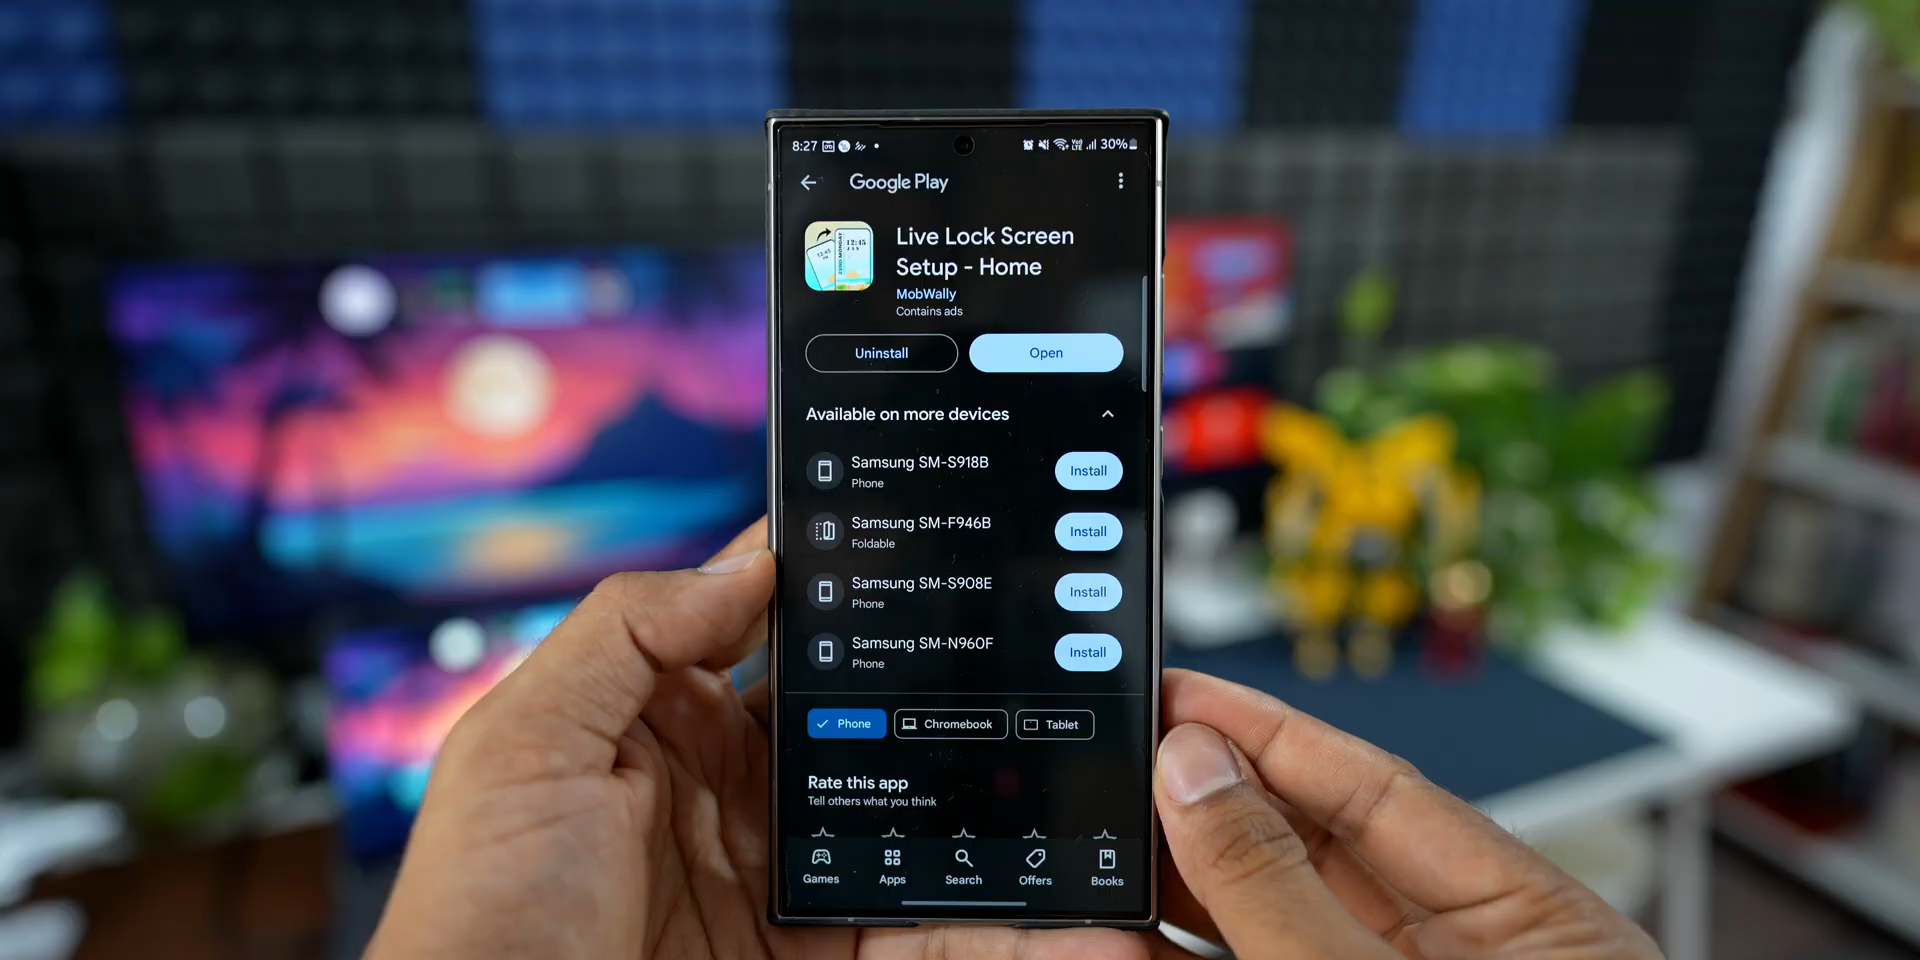 8:27 30%
Google Play
Live Lock Screen
Setup - Home
MobWally
Contains ads
Uninstall Open
Available on more devices
Samsung SM-S918B
Phone
Install
Samsung SM-F946B
Foldable
Install
Samsung SM-S908E
Phone
Install
Samsung SM-N960F
Phone
Install
Phone Chromebook Tablet
Rate this app
Tell others what you think
Games Apps Search Offers Books